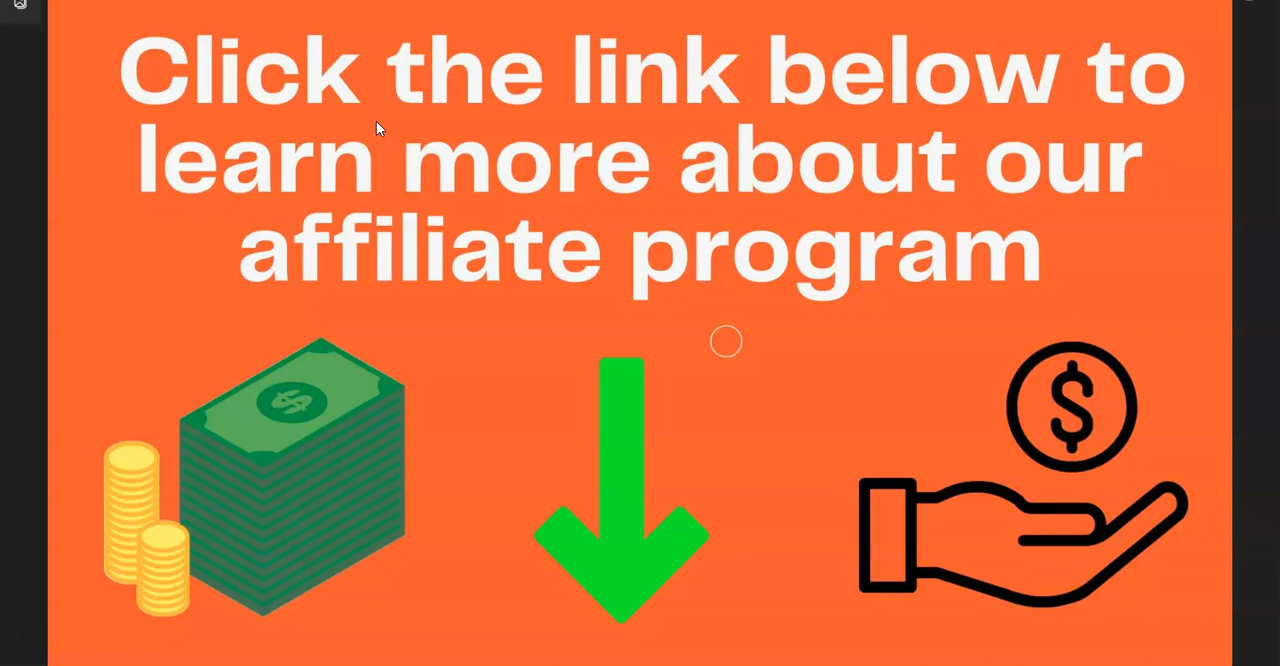 Click the link below to
learn more about our
affiliate program
$
$